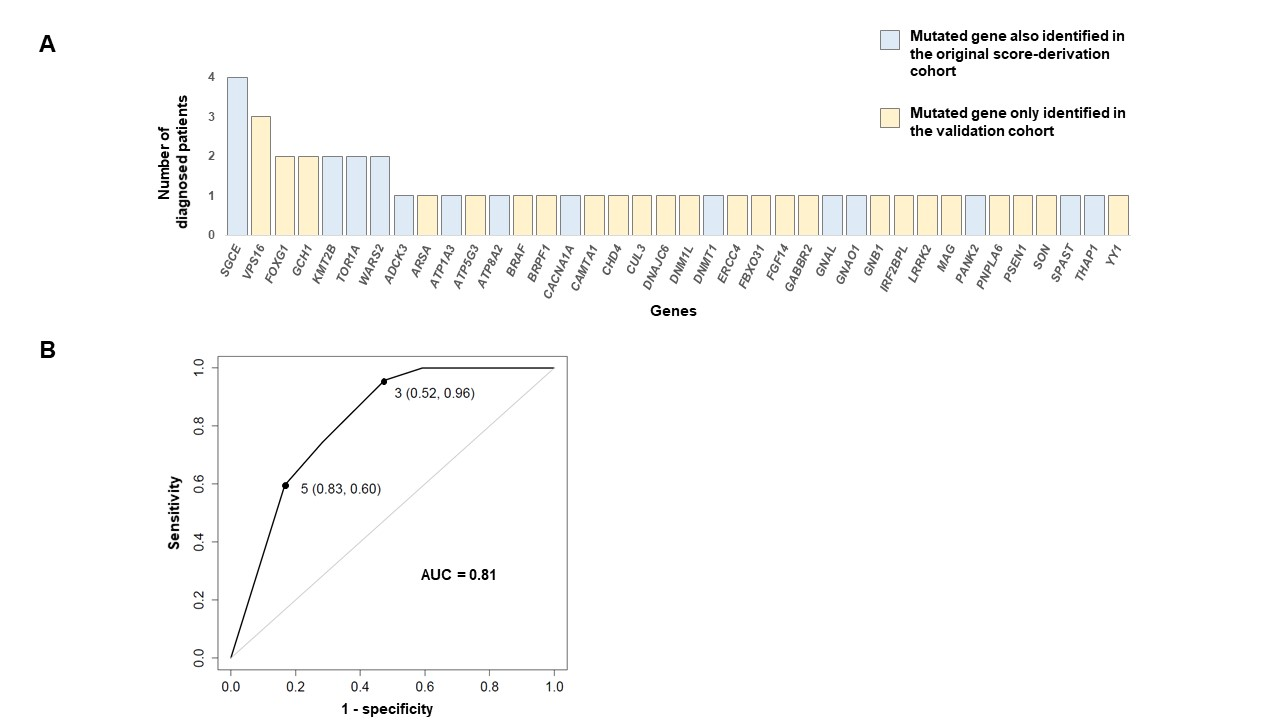 A
Mutated gene also identified in
the original score-derivation
cohort
Mutated gene only identified in
the validation cohort
Number of
diagnosed patients
4
3
2
1
0
SGCE
VPS16
FOXG1
GCH1
KMT2B
TOR1A
WARS2
ADCK3
ARSA
ATP1A3
ATP5G3
ATP8A2
BRAF
BRPF1
CACNA1A
CAMTA1
CHD4
CUL3
DNAJC6
DNM1L
DNMT1
ERCC4
FBXO31
FGF14
GABBR2
GNAL
GNAO1
GNB1
IRF2BPL
LRRK2
MAG
PANK2
PNPLA6
PSEN1
SON
SPAST
THAP1
YY1
Genes
B
Sensitivity
1.0
0.8
0.6
0.4
0.2
0.0
3 (0.52, 0.96)
5 (0.83, 0.60)
AUC = 0.81
0.0
0.2
0.4
0.6
0.8
1.0
1 - specificity